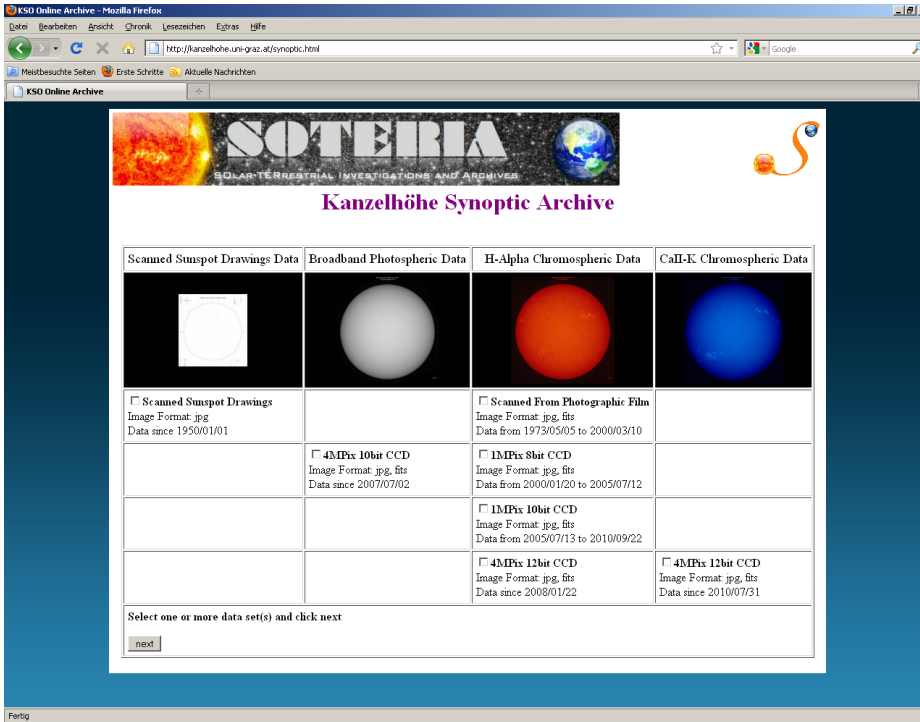 KSO Online Archive - Mozilla Firefox
Datei Bearbeiten Ansicht Chronik Lesezeichen Extras Hilfe
http://kanzelhohe.uni-graz.at/synoptic.html
Google
Meistbesuchte Seiten Erste Schritte Aktuelle Nachrichten
KSO Online Archive
SOTERIA
SOLAR-TERRESTRIAL INVESTIGATIONS AND ARCHIVES
Kanzelhöhe Synoptic Archive
Scanned Sunspot Drawings Data
Broadband Photospheric Data
H-Alpha Chromospheric Data
CaII-K Chromospheric Data
Scanned Sunspot Drawings
Image Format: jpg
Data since 1950/01/01
Scanned From Photographic Film
Image Format: jpg, fits
Data from 1973/05/05 to 2000/03/10
4MPix 10bit CCD
Image Format: jpg, fits
Data since 2007/07/02
1MPix 8bit CCD
Image Format: jpg, fits
Data from 2000/01/20 to 2005/07/12
1MPix 10bit CCD
Image Format: jpg, fits
Data from 2005/07/13 to 2010/09/22
4MPix 12bit CCD
Image Format: jpg, fits
Data since 2008/01/22
4MPix 12bit CCD
Image Format: jpg, fits
Data since 2010/07/31
Select one or more data set(s) and click next
next
Fertig